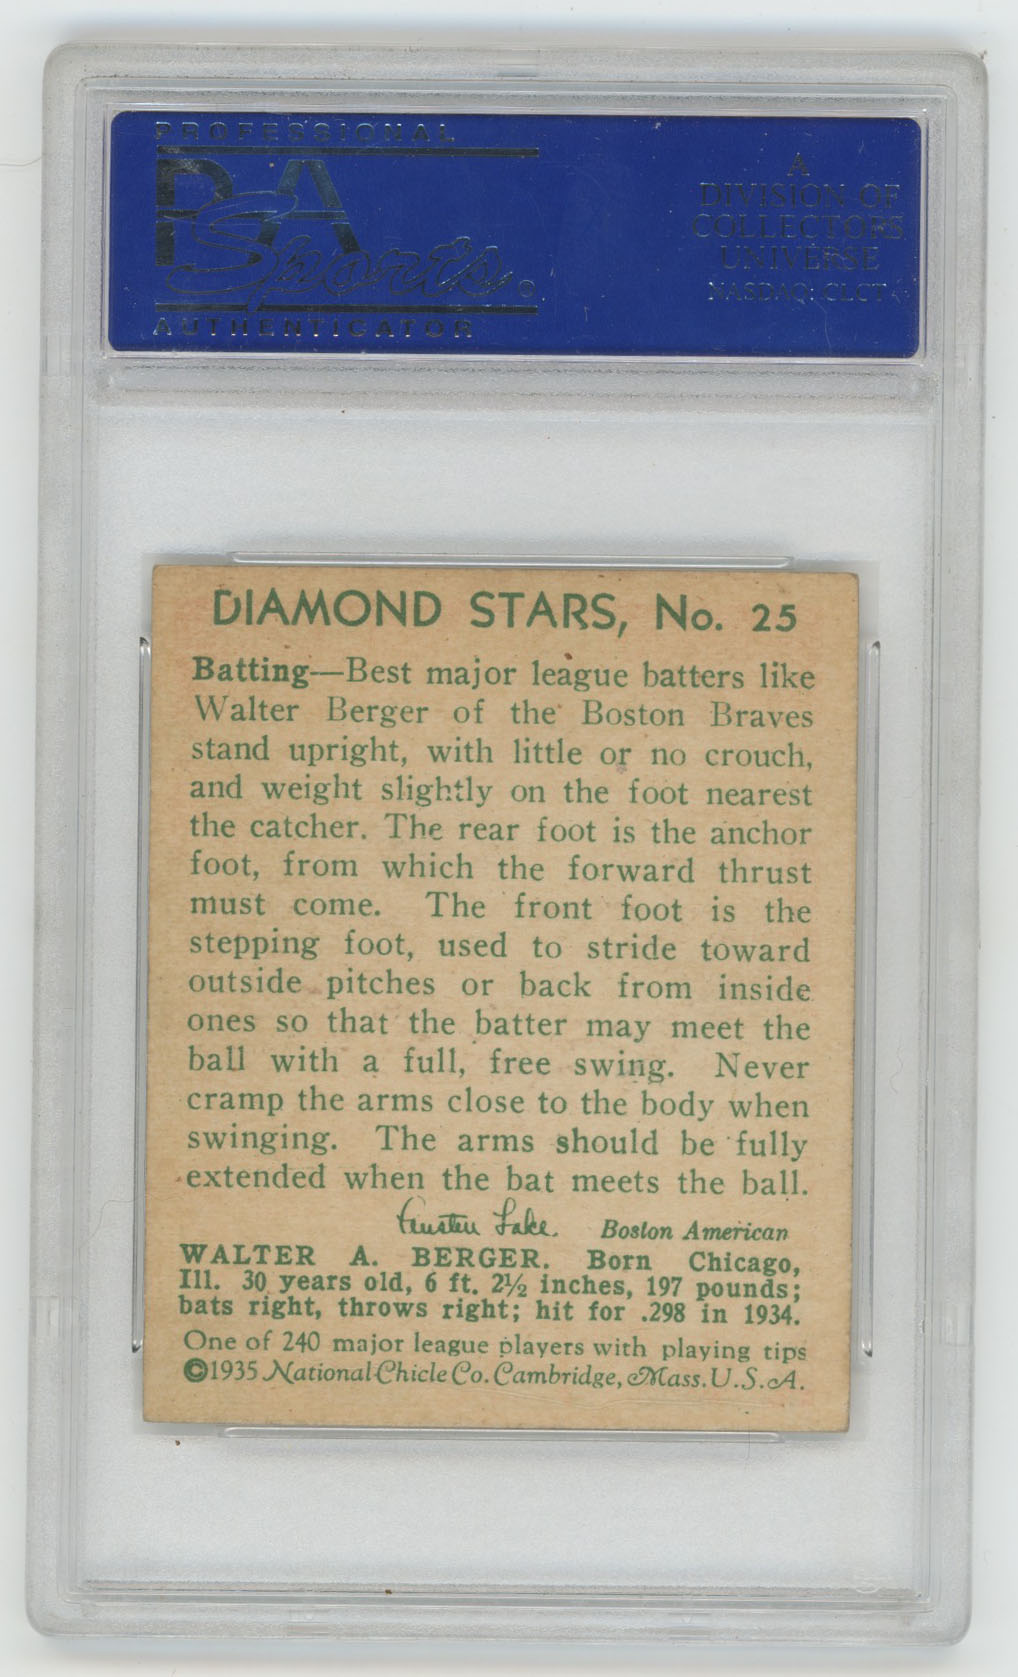 PROFESSIONAL
PSA
Sports
AUTHENTICATOR
A
DIVISION OF
COLLECTORS
UNIVERSE
NASDAQ: CLCT
DIAMOND STARS, No. 25
Batting—Best major league batters like
Walter Berger of the Boston Braves
stand upright, with little or no crouch,
and weight slightly on the foot nearest
the catcher. The rear foot is the anchor
foot, from which the forward thrust
must come. The front foot is the
stepping foot, used to stride toward
outside pitches or back from inside
ones so that the batter may meet the
ball with a full, free swing. Never
cramp the arms close to the body when
swinging. The arms should be fully
extended when the bat meets the ball.
Austen Lake. Boston American
WALTER A. BERGER. Born Chicago,
Ill. 30 years old, 6 ft. 2½ inches, 197 pounds;
bats right, throws right; hit for .298 in 1934.
One of 240 major league players with playing tips
©1935 National Chicle Co. Cambridge, Mass. U.S.A.